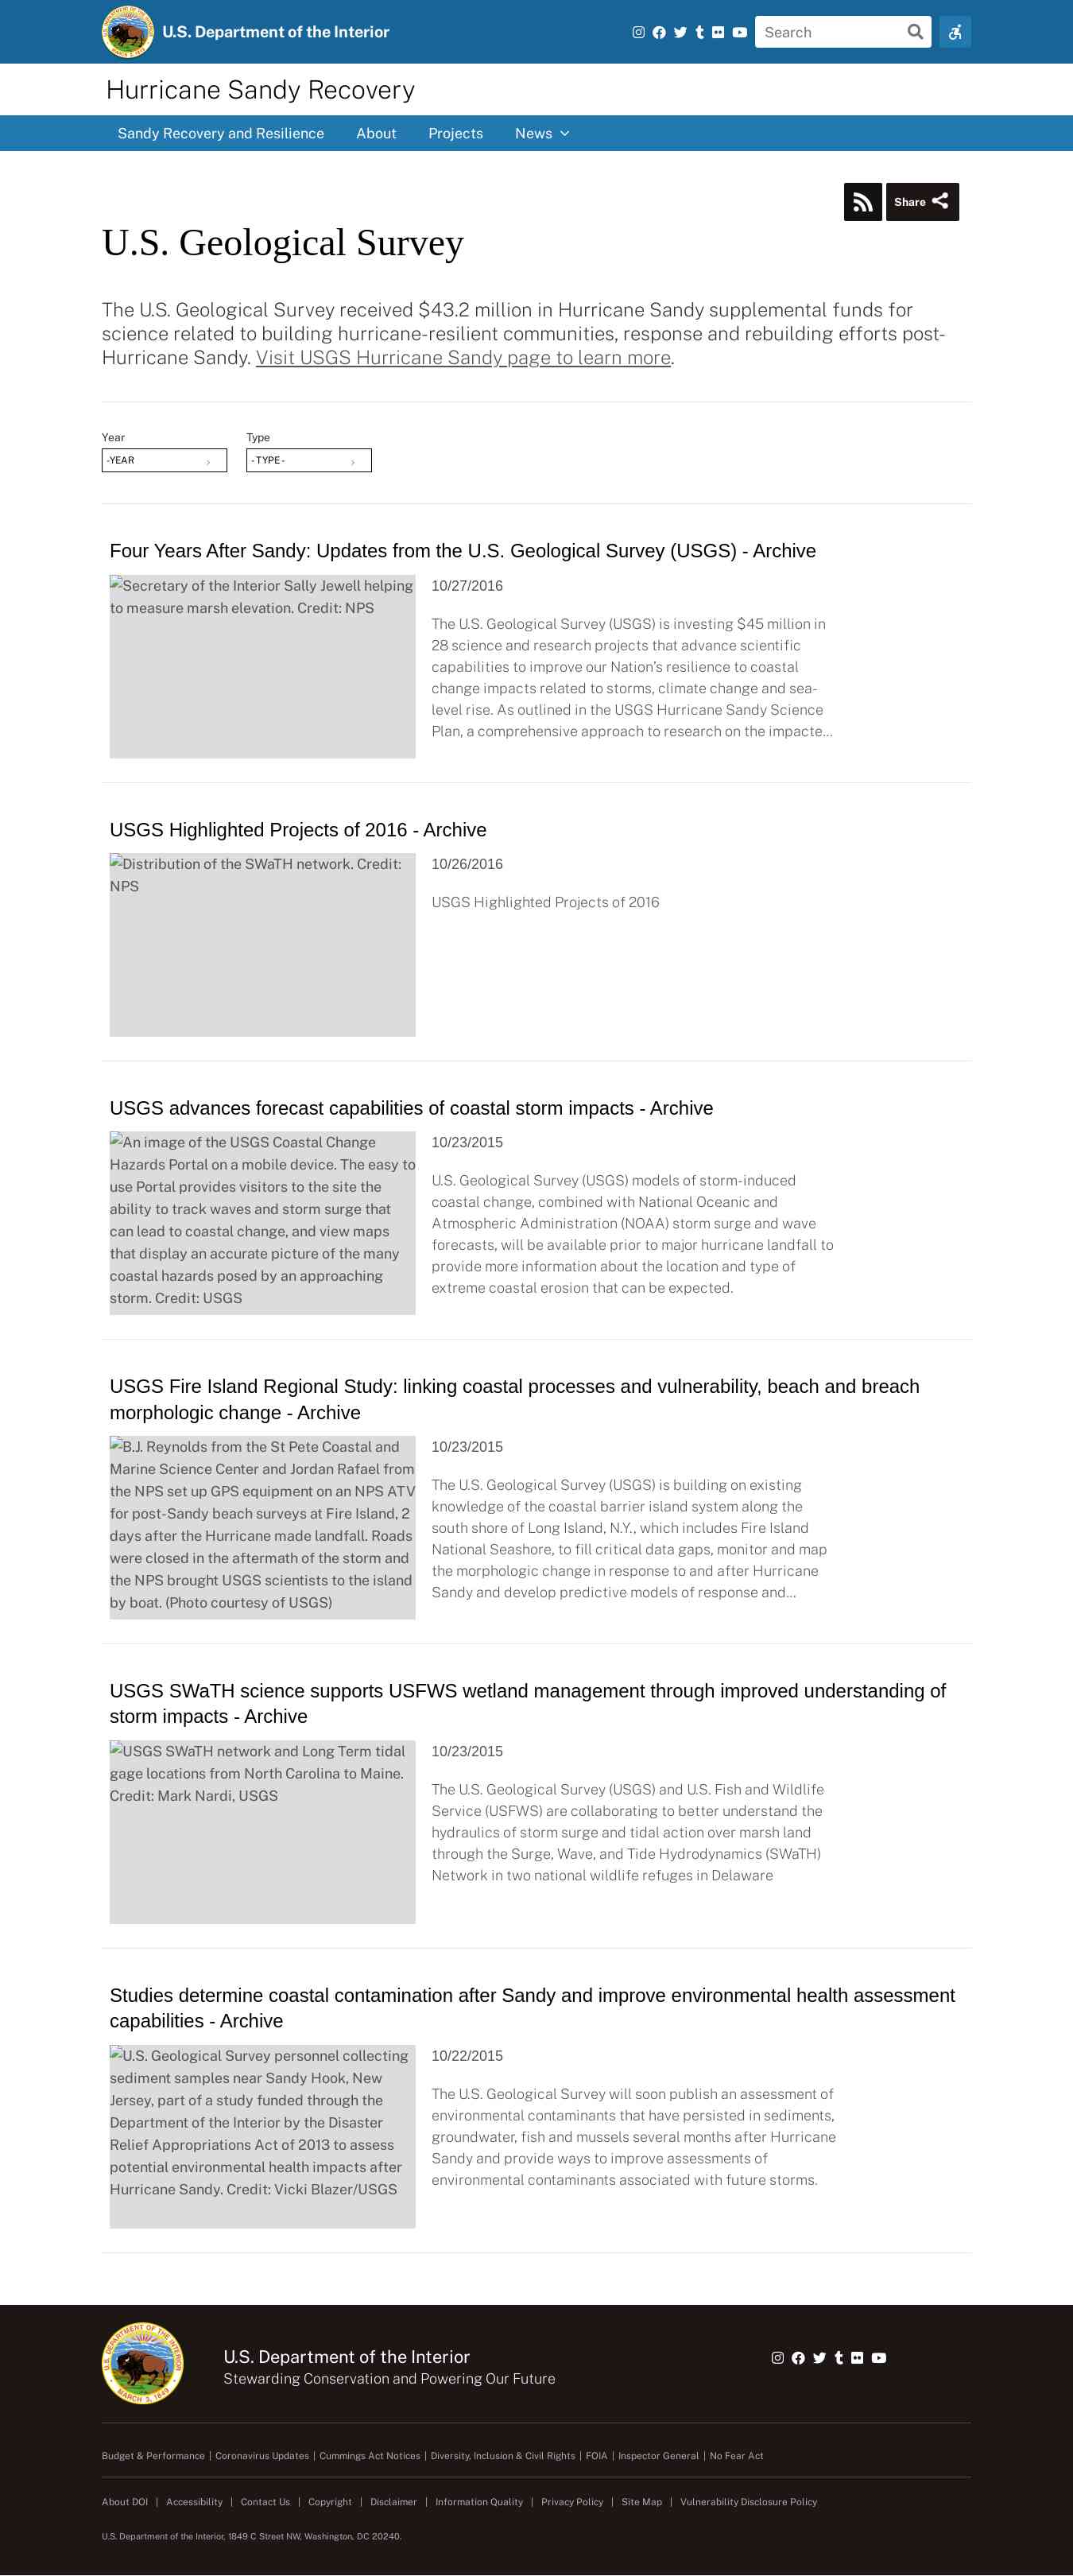 U.S. Department of the Interior
Search
Hurricane Sandy Recovery
Sandy Recovery and Resilience About Projects News
Share
U.S. Geological Survey
The U.S. Geological Survey received $43.2 million in Hurricane Sandy supplemental funds for
science related to building hurricane-resilient communities, response and rebuilding efforts post-
Hurricane Sandy. Visit USGS Hurricane Sandy page to learn more.
Year Type
-YEAR - TYPE -
Four Years After Sandy: Updates from the U.S. Geological Survey (USGS) - Archive
Secretary of the Interior Sally Jewell helping
to measure marsh elevation. Credit: NPS
10/27/2016
The U.S. Geological Survey (USGS) is investing $45 million in
28 science and research projects that advance scientific
capabilities to improve our Nation's resilience to coastal
change impacts related to storms, climate change and sea-
level rise. As outlined in the USGS Hurricane Sandy Science
Plan, a comprehensive approach to research on the impacte...
USGS Highlighted Projects of 2016 - Archive
Distribution of the SWaTH network. Credit:
NPS
10/26/2016
USGS Highlighted Projects of 2016
USGS advances forecast capabilities of coastal storm impacts - Archive
An image of the USGS Coastal Change
Hazards Portal on a mobile device. The easy to
use Portal provides visitors to the site the
ability to track waves and storm surge that
can lead to coastal change, and view maps
that display an accurate picture of the many
coastal hazards posed by an approaching
storm. Credit: USGS
10/23/2015
U.S. Geological Survey (USGS) models of storm-induced
coastal change, combined with National Oceanic and
Atmospheric Administration (NOAA) storm surge and wave
forecasts, will be available prior to major hurricane landfall to
provide more information about the location and type of
extreme coastal erosion that can be expected.
USGS Fire Island Regional Study: linking coastal processes and vulnerability, beach and breach
morphologic change - Archive
B.J. Reynolds from the St Pete Coastal and
Marine Science Center and Jordan Rafael from
the NPS set up GPS equipment on an NPS ATV
for post-Sandy beach surveys at Fire Island, 2
days after the Hurricane made landfall. Roads
were closed in the aftermath of the storm and
the NPS brought USGS scientists to the island
by boat. (Photo courtesy of USGS)
10/23/2015
The U.S. Geological Survey (USGS) is building on existing
knowledge of the coastal barrier island system along the
south shore of Long Island, N.Y., which includes Fire Island
National Seashore, to fill critical data gaps, monitor and map
the morphologic change in response to and after Hurricane
Sandy and develop predictive models of response and...
USGS SWaTH science supports USFWS wetland management through improved understanding of
storm impacts - Archive
USGS SWaTH network and Long Term tidal
gage locations from North Carolina to Maine.
Credit: Mark Nardi, USGS
10/23/2015
The U.S. Geological Survey (USGS) and U.S. Fish and Wildlife
Service (USFWS) are collaborating to better understand the
hydraulics of storm surge and tidal action over marsh land
through the Surge, Wave, and Tide Hydrodynamics (SWaTH)
Network in two national wildlife refuges in Delaware
Studies determine coastal contamination after Sandy and improve environmental health assessment
capabilities - Archive
U.S. Geological Survey personnel collecting
sediment samples near Sandy Hook, New
Jersey, part of a study funded through the
Department of the Interior by the Disaster
Relief Appropriations Act of 2013 to assess
potential environmental health impacts after
Hurricane Sandy. Credit: Vicki Blazer/USGS
10/22/2015
The U.S. Geological Survey will soon publish an assessment of
environmental contaminants that have persisted in sediments,
groundwater, fish and mussels several months after Hurricane
Sandy and provide ways to improve assessments of
environmental contaminants associated with future storms.
U.S. DEPARTMENT OF THE INTERIOR
MARCH 3, 1849
U.S. Department of the Interior
Stewarding Conservation and Powering Our Future
Budget & Performance | Coronavirus Updates | Cummings Act Notices | Diversity, Inclusion & Civil Rights | FOIA | Inspector General | No Fear Act
About DOI | Accessibility | Contact Us | Copyright | Disclaimer | Information Quality | Privacy Policy | Site Map | Vulnerability Disclosure Policy
U.S. Department of the Interior, 1849 C Street NW, Washington, DC 20240.